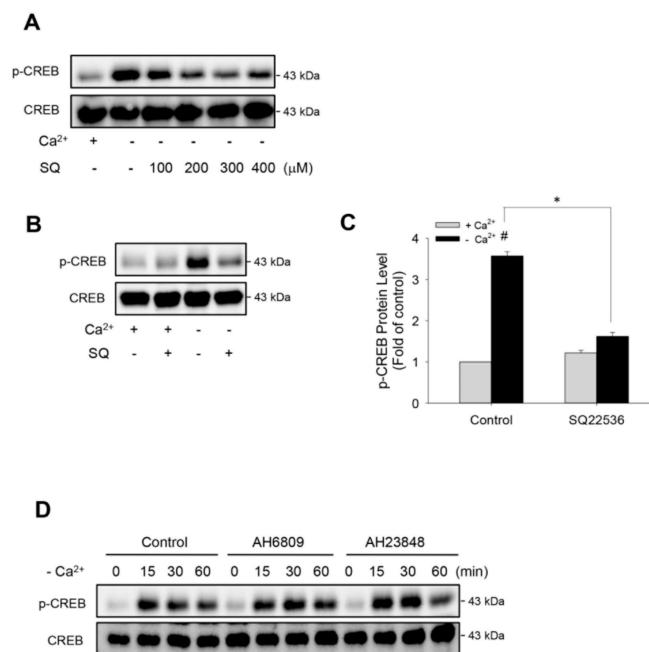 A
p-CREB
- 43 kDa
CREB
- 43 kDa
Ca²⁺ + - - - - -
SQ - - 100 200 300 400 (μM)
B
p-CREB
- 43 kDa
CREB
- 43 kDa
Ca²⁺ + + - -
SQ - + - +
C
+ Ca²⁺
- Ca²⁺
*
#
p-CREB Protein Level
(Fold of control)
4
3
2
1
0
Control SQ22536
D
Control AH6809 AH23848
- Ca²⁺ 0 15 30 60 0 15 30 60 0 15 30 60 (min)
p-CREB
- 43 kDa
CREB
- 43 kDa